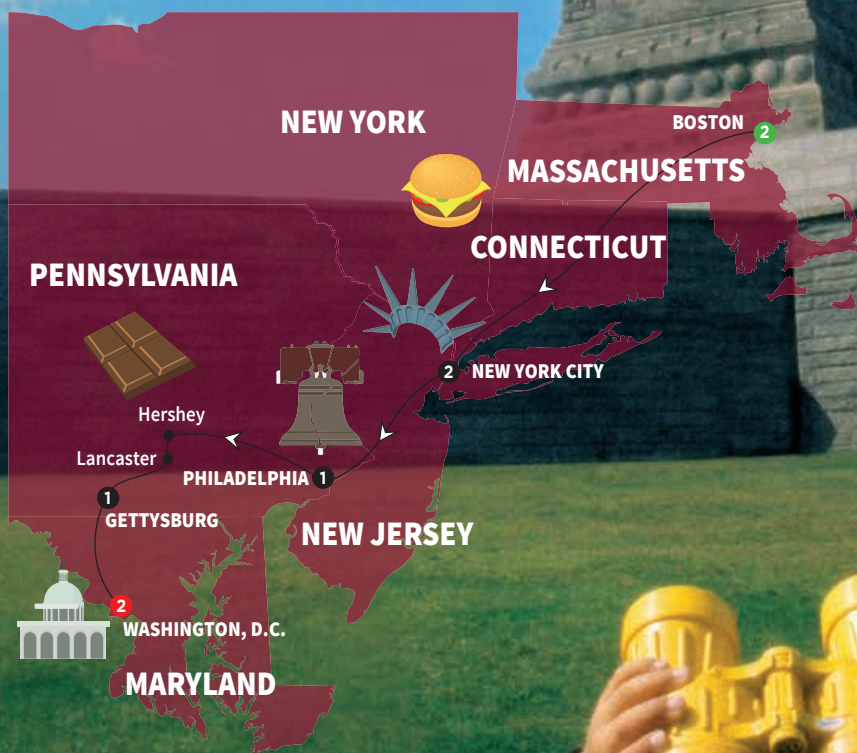 NEW YORK
BOSTON 2
MASSACHUSETTS
CONNECTICUT
PENNSYLVANIA
2 NEW YORK CITY
Hershey
Lancaster
PHILADELPHIA 1
1
GETTYSBURG
NEW JERSEY
2
WASHINGTON, D.C.
MARYLAND